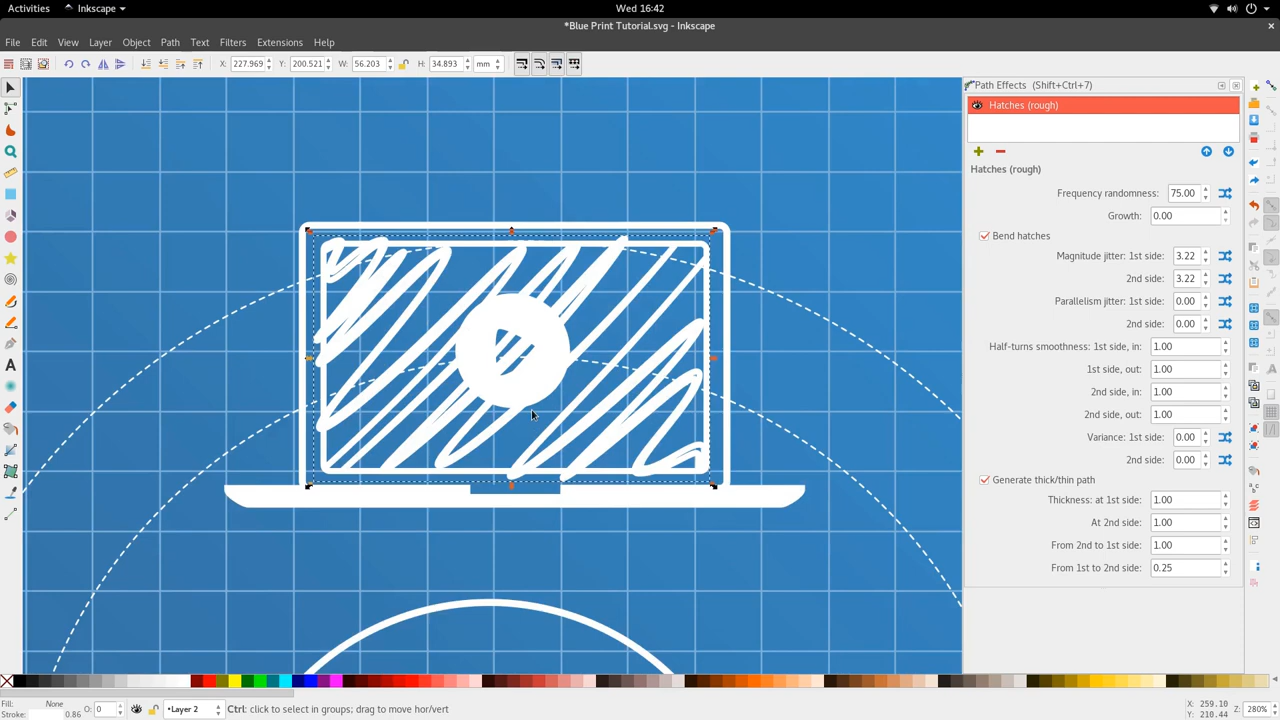 Activities Inkscape Wed 16:42
*Blue Print Tutorial.svg - Inkscape
File Edit View Layer Object Path Text Filters Extensions Help
X: 227.969 Y: 200.521 W: 56.203 H: 34.893 mm
Path Effects (Shift+Ctrl+7)
Hatches (rough)
Hatches (rough)
Frequency randomness: 75.00
Growth: 0.00
Bend hatches
Magnitude jitter: 1st side: 3.22
2nd side: 3.22
Parallelism jitter: 1st side: 0.00
2nd side: 0.00
Half-turns smoothness: 1st side, in: 1.00
1st side, out: 1.00
2nd side, in: 1.00
2nd side, out: 1.00
Variance: 1st side: 0.00
2nd side: 0.00
Generate thick/thin path
Thickness: at 1st side: 1.00
At 2nd side: 1.00
From 2nd to 1st side: 1.00
From 1st to 2nd side: 0.25
Fill: None
Stroke: 0.86 O: 0 •Layer 2 Ctrl: click to select in groups; drag to move hor/vert
X: 259.10
Y: 210.44 Z: 280%